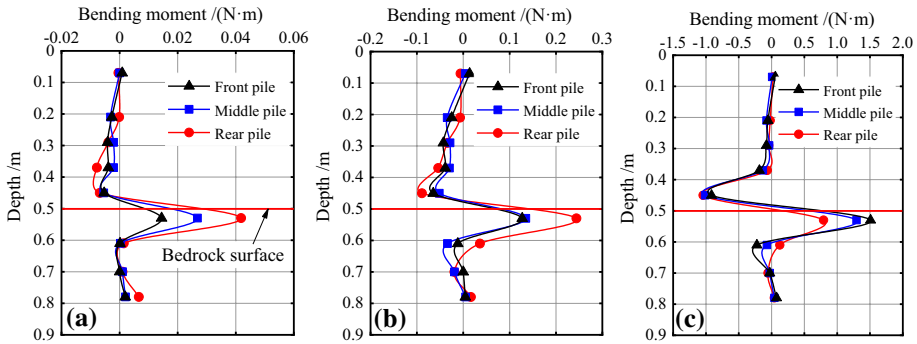 Bending moment /(N·m)
-0.02 0 0.02 0.04 0.06
0.1
0.2
0.3
0.4
0.5
0.6
0.7
0.8
0.9
Depth /m
Front pile
Middle pile
Rear pile
Bedrock surface
(a)
Bending moment /(N·m)
-0.2 -0.1 0 0.1 0.2 0.3
0.1
0.2
0.3
0.4
0.5
0.6
0.7
0.8
0.9
Depth /m
Front pile
Middle pile
Rear pile
(b)
Bending moment /(N·m)
-1.5 -1.0 -0.5 0 0.5 1.0 1.5 2.0
0.0
0.1
0.2
0.3
0.4
0.5
0.6
0.7
0.8
0.9
Depth /m
Front pile
Middle pile
Rear pile
(c)